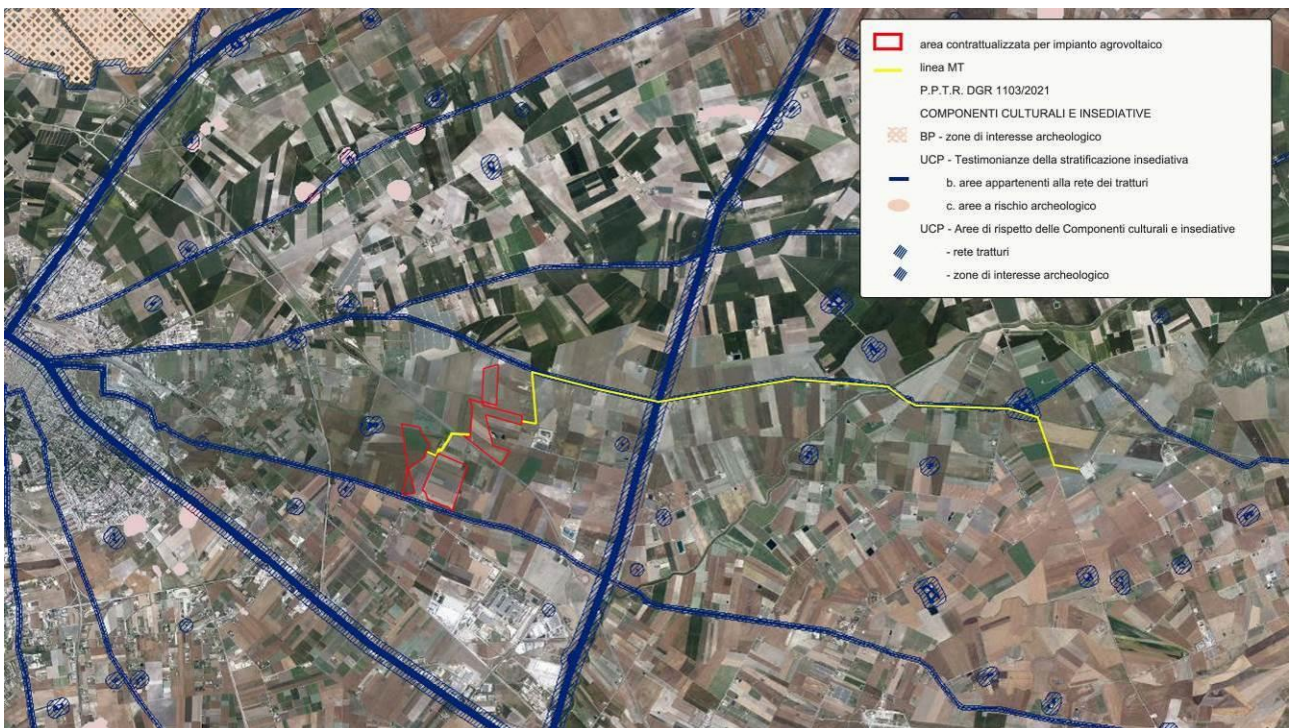 area contrattualizzata per impianto agrovoltaico
linea MT
P.P.T.R. DGR 1103/2021
COMPONENTI CULTURALI E INSEDIATIVE
BP - zone di interesse archeologico
UCP - Testimonianze della stratificazione insediativa
b. aree appartenenti alla rete dei tratturi
c. aree a rischio archeologico
UCP - Aree di rispetto delle Componenti culturali e insediative
- rete tratturi
- zone di interesse archeologico